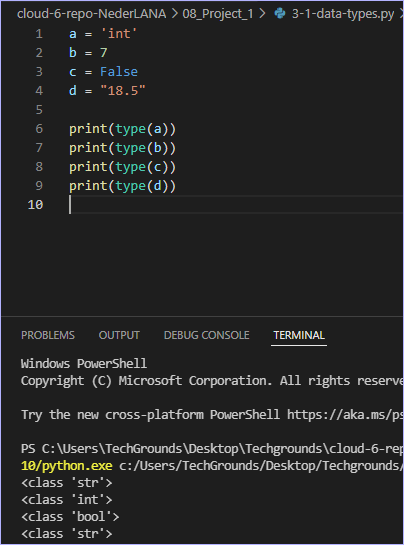 cloud-6-repo-NederLANA > 08_Project_1 > 3-1-data-types.py
1 a = 'int'
2 b = 7
3 c = False
4 d = "18.5"
5
6 print(type(a))
7 print(type(b))
8 print(type(c))
9 print(type(d))
10
PROBLEMS OUTPUT DEBUG CONSOLE TERMINAL
Windows PowerShell
Copyright (C) Microsoft Corporation. All rights reserve
Try the new cross-platform PowerShell https://aka.ms/ps
PS C:\Users\TechGrounds\Desktop\Techgrounds\cloud-6-rep
10/python.exe c:/Users/TechGrounds/Desktop/Techgrounds/
<class 'str'>
<class 'int'>
<class 'bool'>
<class 'str'>